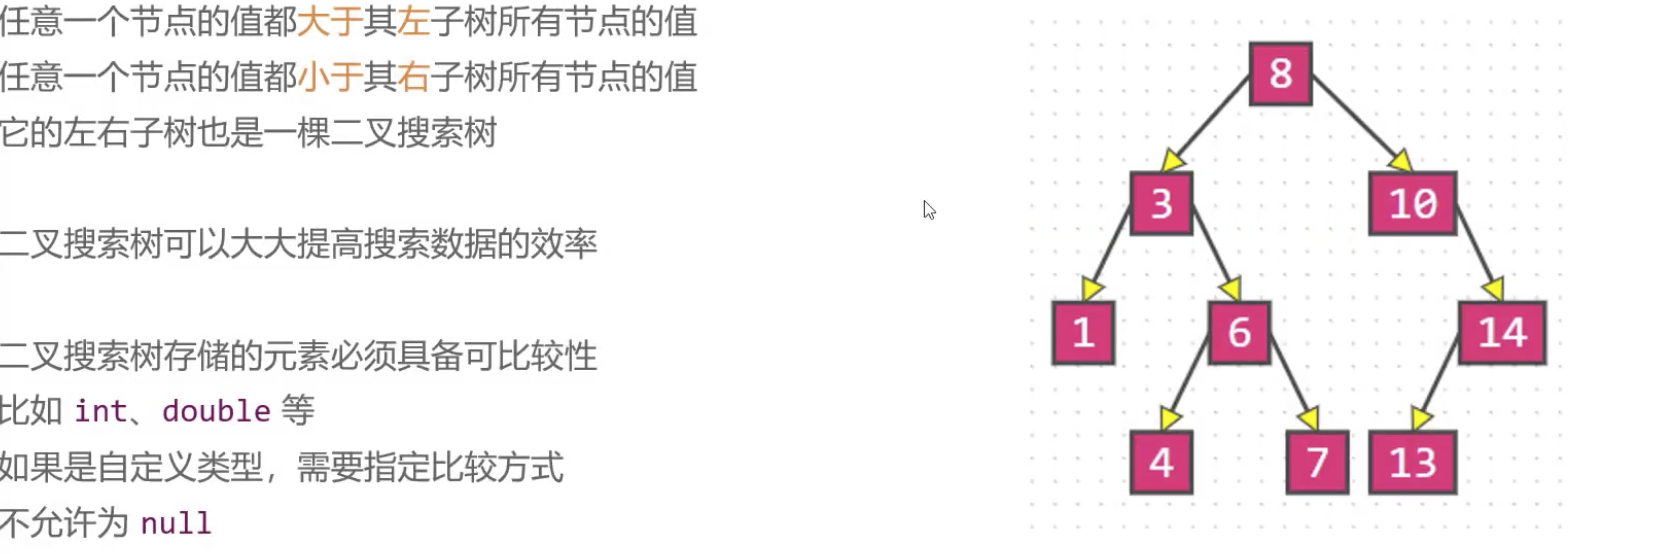 任意一个节点的值都大于其左子树所有节点的值
任意一个节点的值都小于其右子树所有节点的值
它的左右子树也是一棵二叉搜索树
二叉搜索树可以大大提高搜索数据的效率
二叉搜索树存储的元素必须具备可比较性
比如 int、double 等
如果是自定义类型，需要指定比较方式
不允许为 null
8
3
10
1
6
14
4
7
13